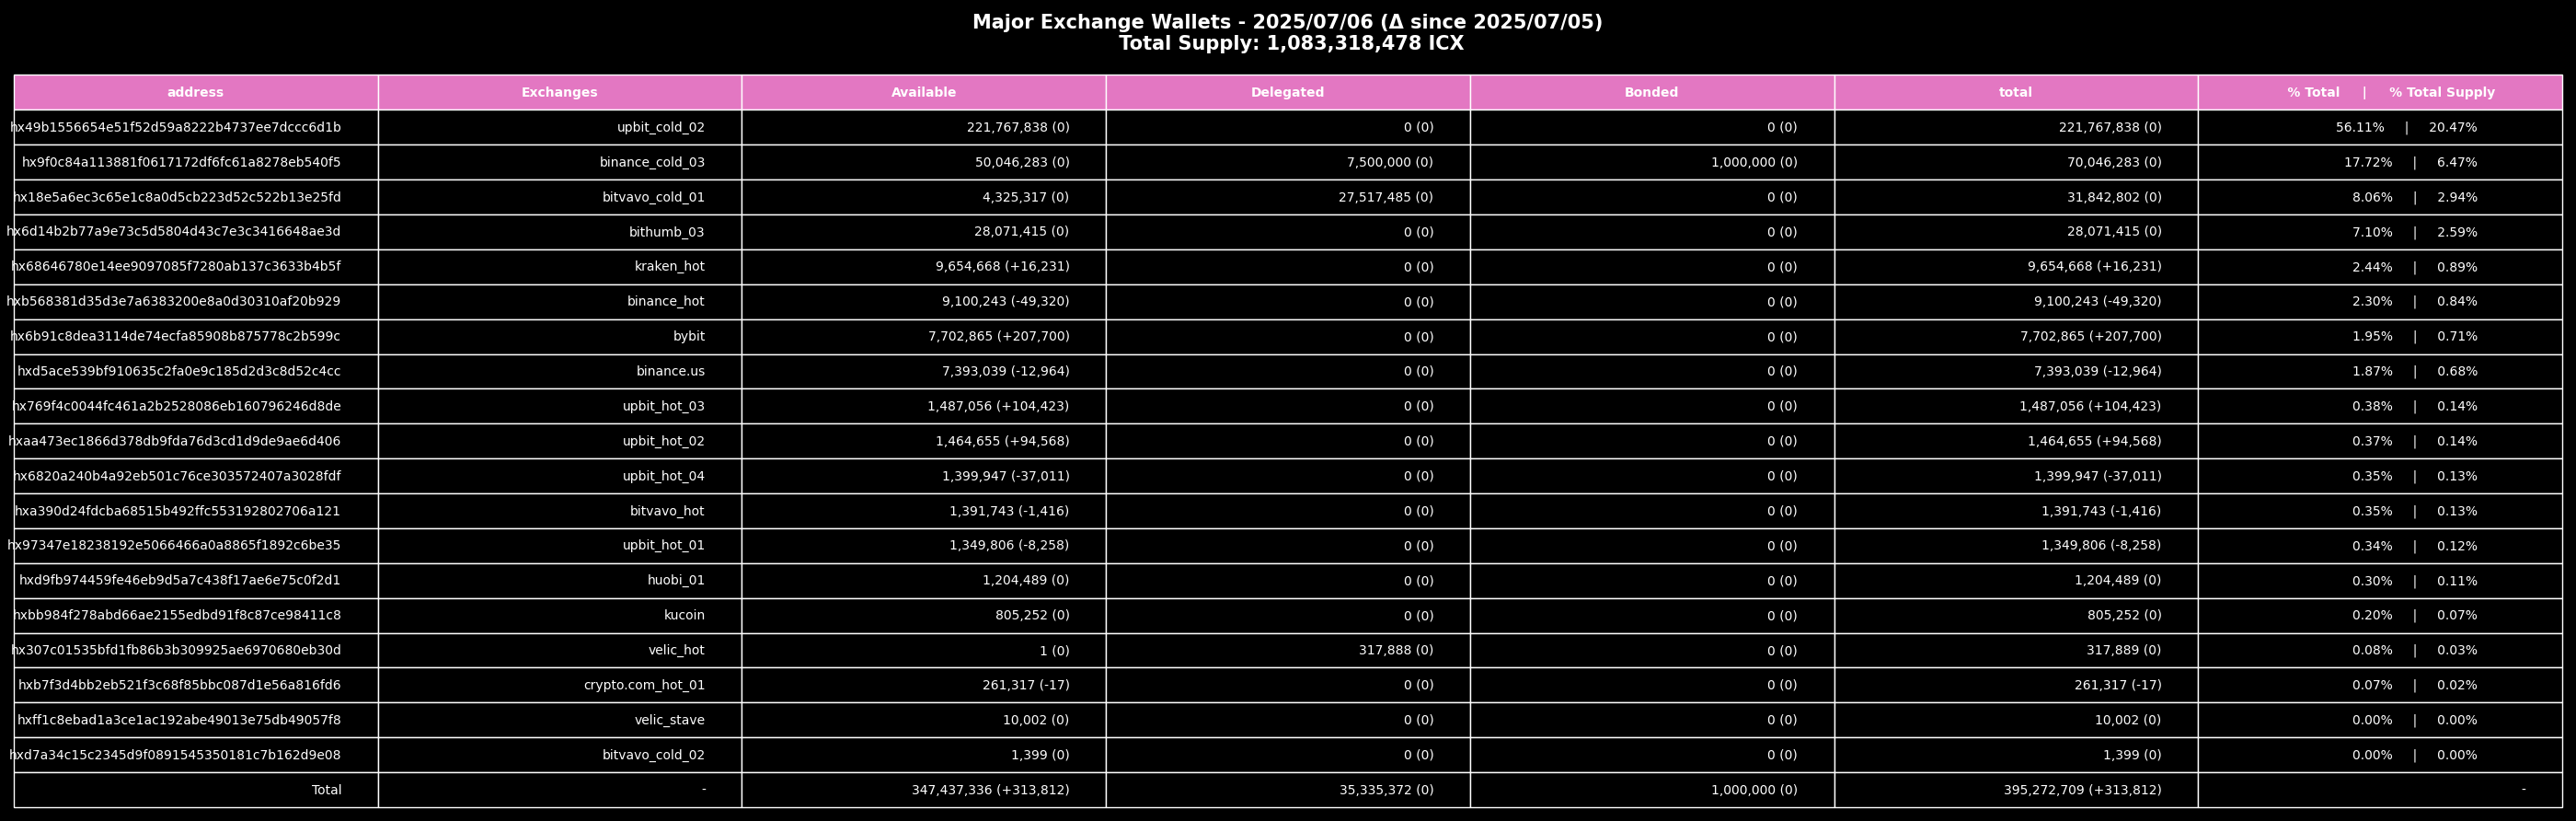 Major Exchange Wallets - 2025/07/06 (Δ since 2025/07/05)
Total Supply: 1,083,318,478 ICX
address Exchanges Available Delegated Bonded total % Total | % Total Supply
hx49b1556654e51f52d59a8222b4737ee7dccc6d1b upbit_cold_02 221,767,838 (0) 0 (0) 0 (0) 221,767,838 (0) 56.11% | 20.47%
hx9f0c84a113881f0617172df6fc61a8278eb540f5 binance_cold_03 50,046,283 (0) 7,500,000 (0) 1,000,000 (0) 70,046,283 (0) 17.72% | 6.47%
hx18e5a6ec3c65e1c8a0d5cb223d52c522b13e25fd bitvavo_cold_01 4,325,317 (0) 27,517,485 (0) 0 (0) 31,842,802 (0) 8.06% | 2.94%
hx6d14b2b77a9e73c5d5804d43c7e3c3416648ae3d bithumb_03 28,071,415 (0) 0 (0) 0 (0) 28,071,415 (0) 7.10% | 2.59%
hx68646780e14ee9097085f7280ab137c3633b4b5f kraken_hot 9,654,668 (+16,231) 0 (0) 0 (0) 9,654,668 (+16,231) 2.44% | 0.89%
hxb568381d35d3e7a6383200e8a0d30310af20b929 binance_hot 9,100,243 (-49,320) 0 (0) 0 (0) 9,100,243 (-49,320) 2.30% | 0.84%
hx6b91c8dea3114de74ecfa85908b875778c2b599c bybit 7,702,865 (+207,700) 0 (0) 0 (0) 7,702,865 (+207,700) 1.95% | 0.71%
hxd5ace539bf910635c2fa0e9c185d2d3c8d52c4cc binance.us 7,393,039 (-12,964) 0 (0) 0 (0) 7,393,039 (-12,964) 1.87% | 0.68%
hx769f4c0044fc461a2b2528086eb160796246d8de upbit_hot_03 1,487,056 (+104,423) 0 (0) 0 (0) 1,487,056 (+104,423) 0.38% | 0.14%
hxaa473ec1866d378db9fda76d3cd1d9de9ae6d406 upbit_hot_02 1,464,655 (+94,568) 0 (0) 0 (0) 1,464,655 (+94,568) 0.37% | 0.14%
hx6820a240b4a92eb501c76ce303572407a3028fdf upbit_hot_04 1,399,947 (-37,011) 0 (0) 0 (0) 1,399,947 (-37,011) 0.35% | 0.13%
hxa390d24fdcba68515b492ffc553192802706a121 bitvavo_hot 1,391,743 (-1,416) 0 (0) 0 (0) 1,391,743 (-1,416) 0.35% | 0.13%
hx97347e18238192e5066466a0a8865f1892c6be35 upbit_hot_01 1,349,806 (-8,258) 0 (0) 0 (0) 1,349,806 (-8,258) 0.34% | 0.12%
hxd9fb974459fe46eb9d5a7c438f17ae6e75c0f2d1 huobi_01 1,204,489 (0) 0 (0) 0 (0) 1,204,489 (0) 0.30% | 0.11%
hxbb984f278abd66ae2155edbd91f8c87ce98411c8 kucoin 805,252 (0) 0 (0) 0 (0) 805,252 (0) 0.20% | 0.07%
hx307c01535bfd1fb86b3b309925ae6970680eb30d velic_hot 1 (0) 317,888 (0) 0 (0) 317,889 (0) 0.08% | 0.03%
hxb7f3d4bb2eb521f3c68f85bbc087d1e56a816fd6 crypto.com_hot_01 261,317 (-17) 0 (0) 0 (0) 261,317 (-17) 0.07% | 0.02%
hxff1c8ebad1a3ce1ac192abe49013e75db49057f8 velic_stave 10,002 (0) 0 (0) 0 (0) 10,002 (0) 0.00% | 0.00%
hxd7a34c15c2345d9f0891545350181c7b162d9e08 bitvavo_cold_02 1,399 (0) 0 (0) 0 (0) 1,399 (0) 0.00% | 0.00%
Total - 347,437,336 (+313,812) 35,335,372 (0) 1,000,000 (0) 395,272,709 (+313,812) -